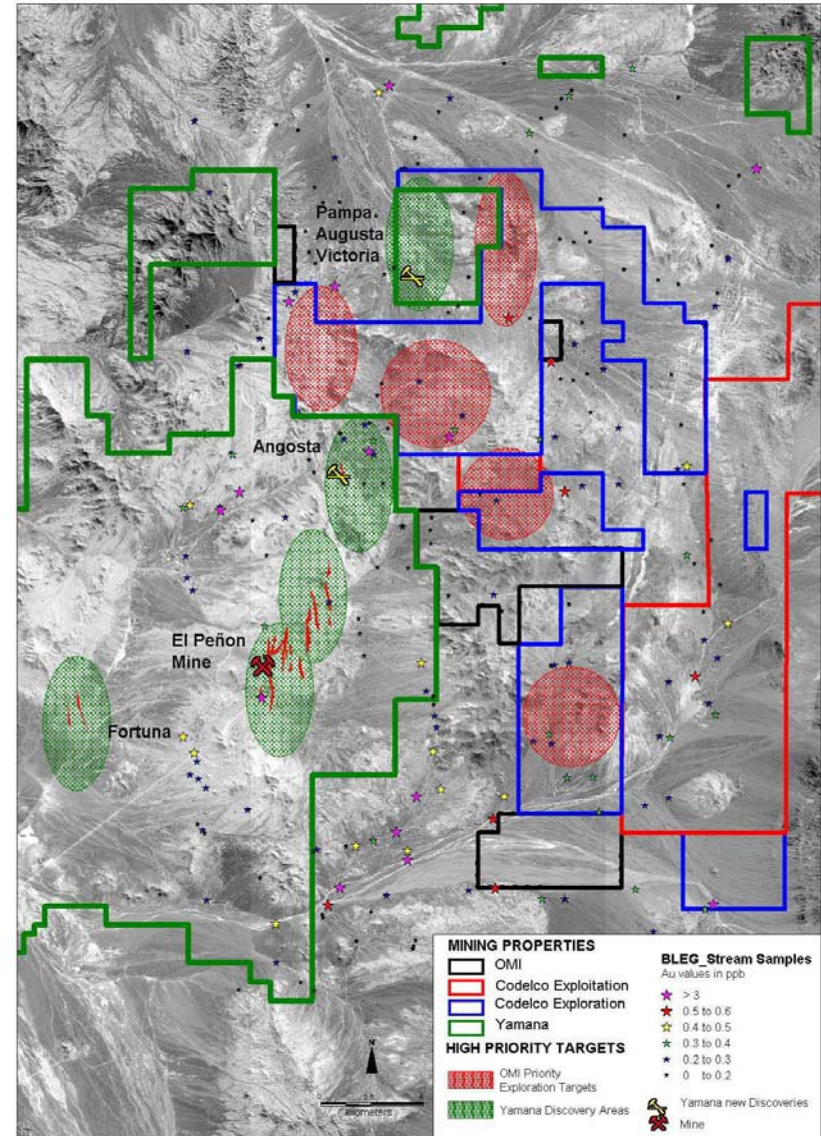 Pampa
Augusta
Victoria
Angosta
El Peñon
Mine
Fortuna
MINING PROPERTIES
OMI
Codelco Exploitation
Codelco Exploration
Yamana
HIGH PRIORITY TARGETS
OMI Priority
Exploration Targets
Yamana Discovery Areas
BLEG_Stream Samples
Au values in ppb
> 3
0.5 to 0.6
0.4 to 0.5
0.3 to 0.4
0.2 to 0.3
0 to 0.2
Yamana new Discoveries
Mine
N
kilometers